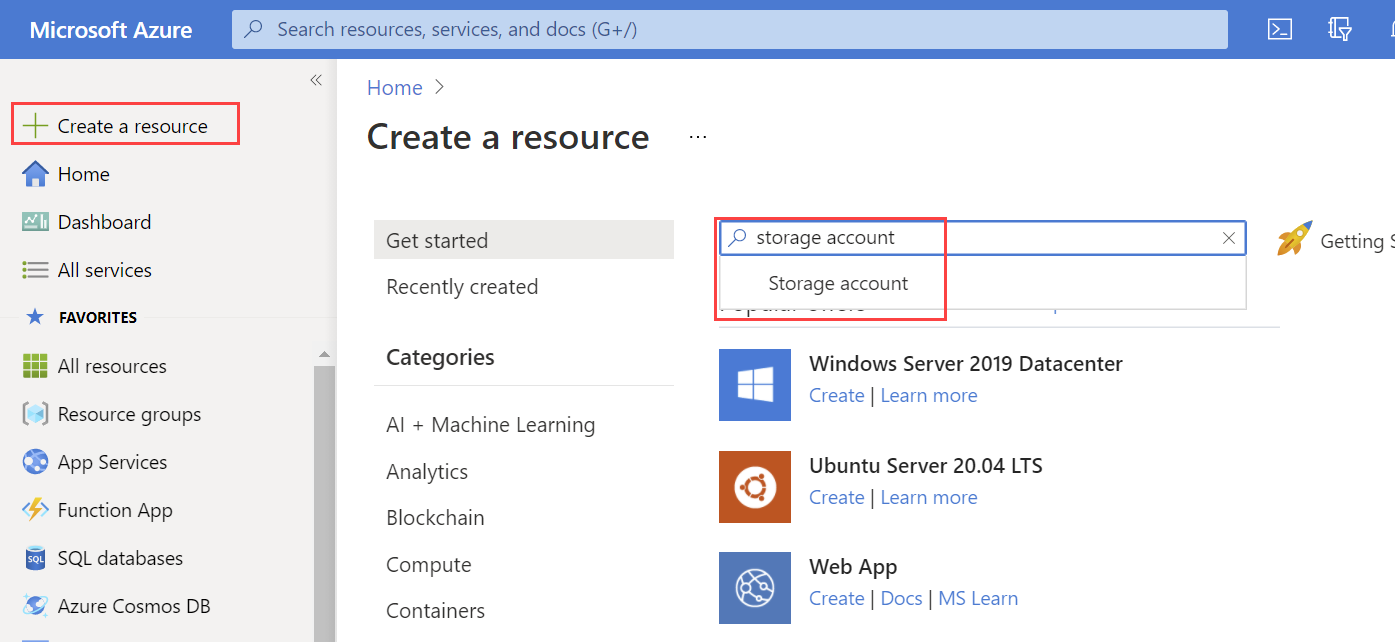 Microsoft Azure
Search resources, services, and docs (G+/)
Create a resource
Home
Dashboard
All services
FAVORITES
All resources
Resource groups
App Services
Function App
SQL databases
Azure Cosmos DB
Home
Create a resource
...
Get started
Recently created
Categories
AI + Machine Learning
Analytics
Blockchain
Compute
Containers
storage account
Storage account
Getting
Windows Server 2019 Datacenter
Create | Learn more
Ubuntu Server 20.04 LTS
Create | Learn more
Web App
Create | Docs | MS Learn